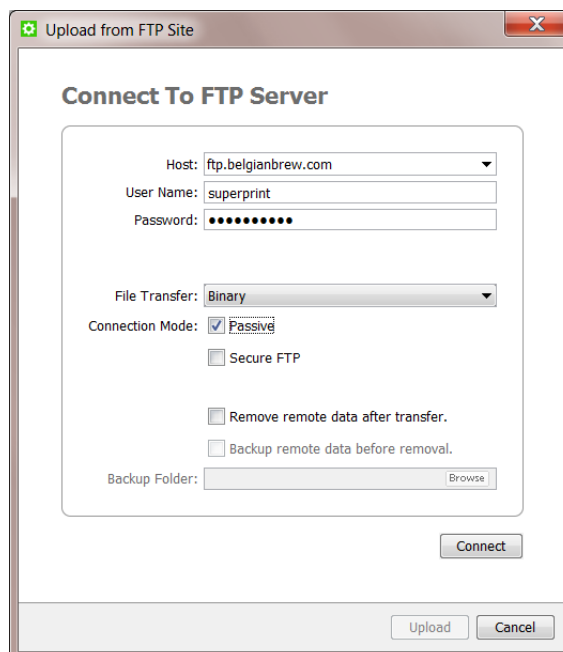 Upload from FTP Site
Connect To FTP Server
Host: ftp.belgianbrew.com
User Name: superprint
Password: ●●●●●●●●●●
File Transfer: Binary
Connection Mode: Passive
Secure FTP
Remove remote data after transfer.
Backup remote data before removal.
Backup Folder: Browse
Connect
Upload Cancel